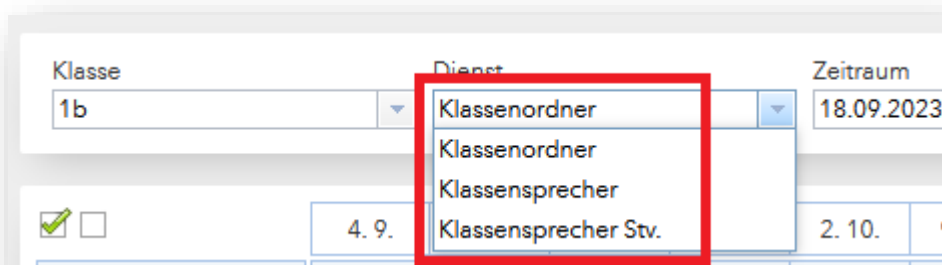 Klasse Dienst Zeitraum
1b Klassenordner 18.09.2023
Klassenordner
Klassensprecher
4. 9. Klassensprecher Stv. 2. 10.